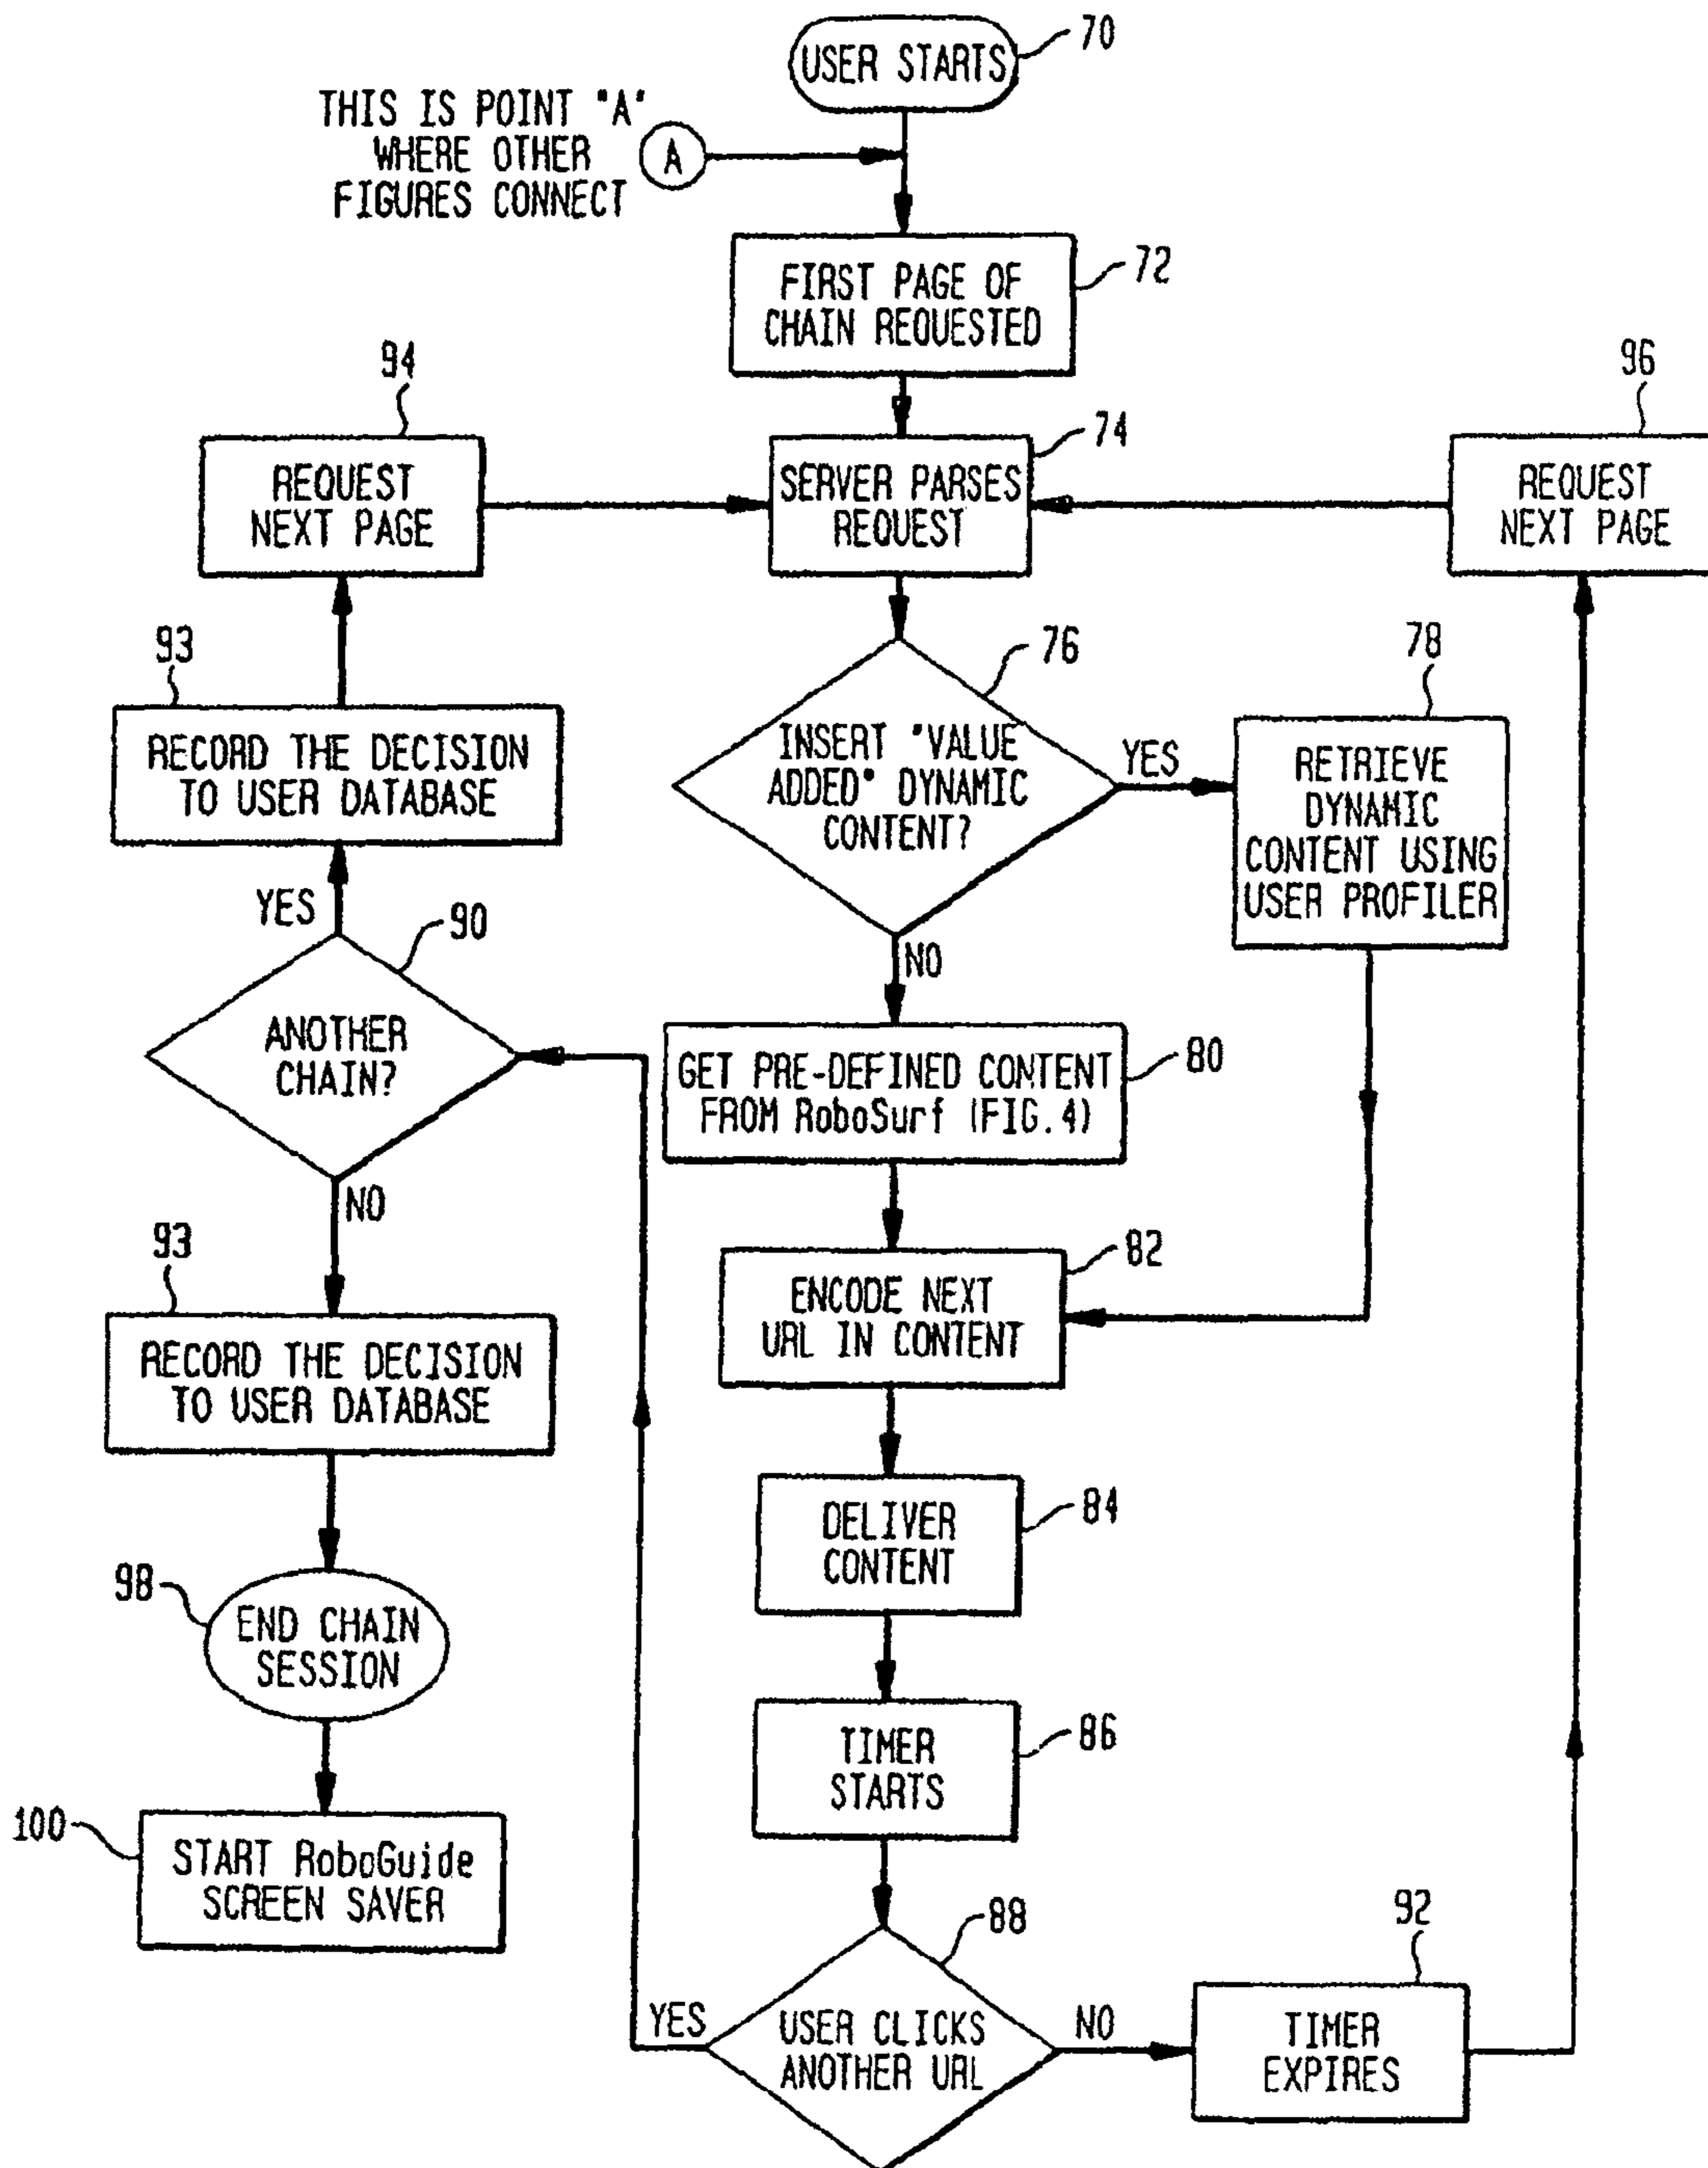 USER STARTS
70
THIS IS POINT "A"
WHERE OTHER
FIGURES CONNECT
A
FIRST PAGE OF
CHAIN REQUESTED
72
94
REQUEST
NEXT PAGE
SERVER PARSES
REQUEST
74
96
REQUEST
NEXT PAGE
93
RECORD THE DECISION
TO USER DATABASE
INSERT "VALUE
ADDED" DYNAMIC
CONTENT?
76
YES
78
RETRIEVE
DYNAMIC
CONTENT USING
USER PROFILER
YES
90
ANOTHER
CHAIN?
NO
NO
GET PRE-DEFINED CONTENT
FROM RoboSurf (FIG. 4)
80
93
RECORD THE DECISION
TO USER DATABASE
ENCODE NEXT
URL IN CONTENT
82
DELIVER
CONTENT
84
98
END CHAIN
SESSION
TIMER
STARTS
86
100
START RoboGuide
SCREEN SAVER
88
USER CLICKS
ANOTHER URL
YES
NO
92
TIMER
EXPIRES